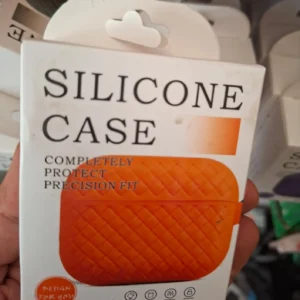 SILICONE
CASE
COMPLETELY
PROTECT
PRECISION FIT